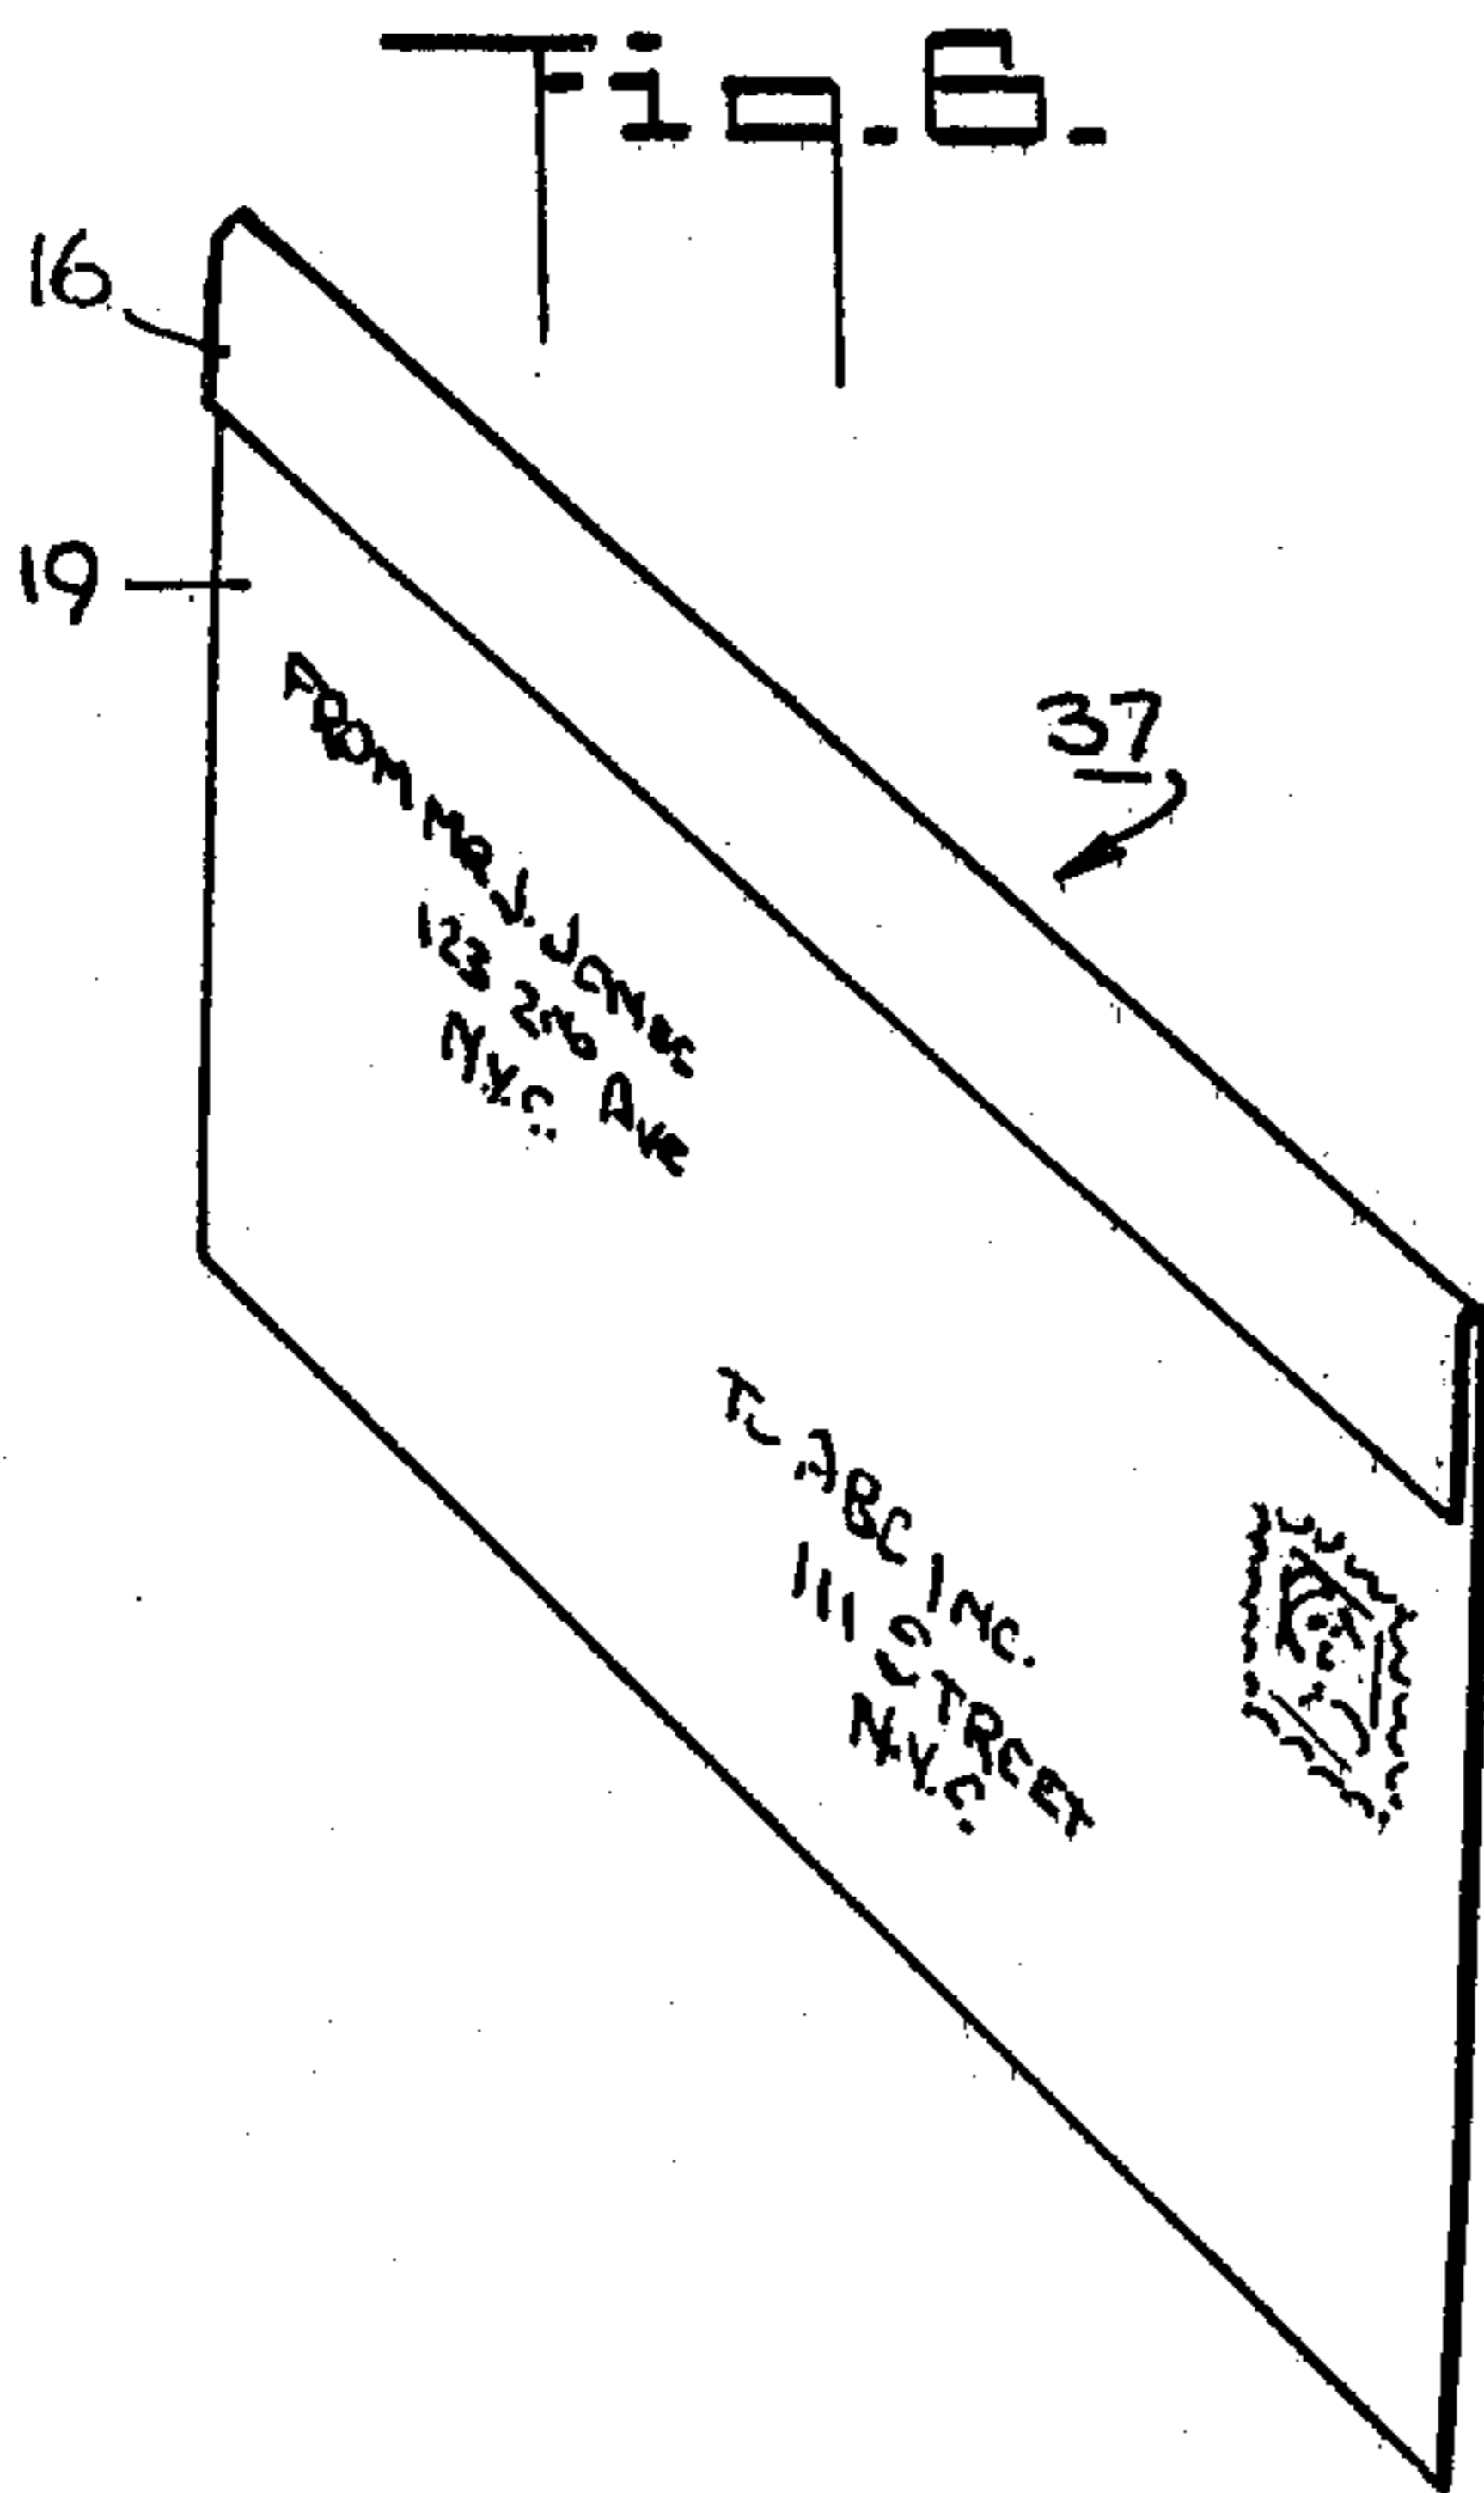 Fig. 6.
16
19
37
FROM MR. J. JONES
123 2ND AVE
N.Y.C.
TO ABC INC.
111 STREET
N.Y.C.